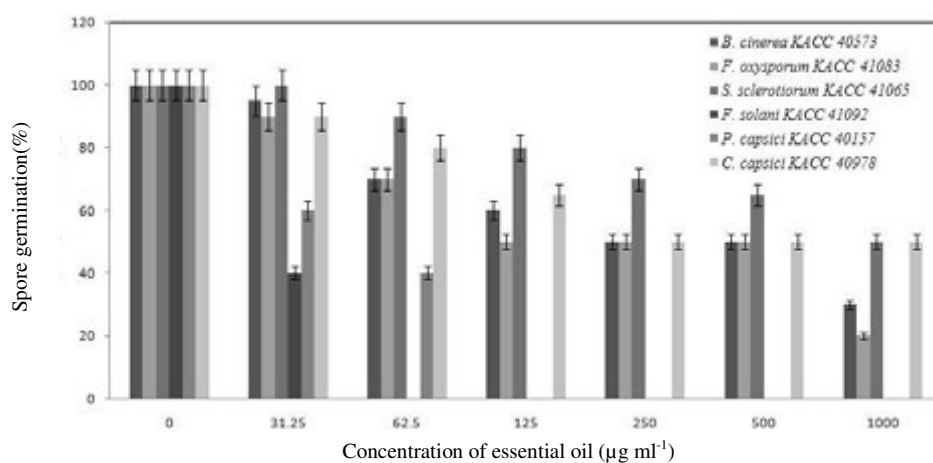 120
100
80
60
40
20
0
Spore germination(%)
B. cinerea KACC 40573
F. oxysporum KACC 41083
S. sclerotiorum KACC 41065
F. solani KACC 41092
P. capsici KACC 40157
C. capsici KACC 40978
0 31.25 62.5 125 250 500 1000
Concentration of essential oil (µg ml⁻¹)